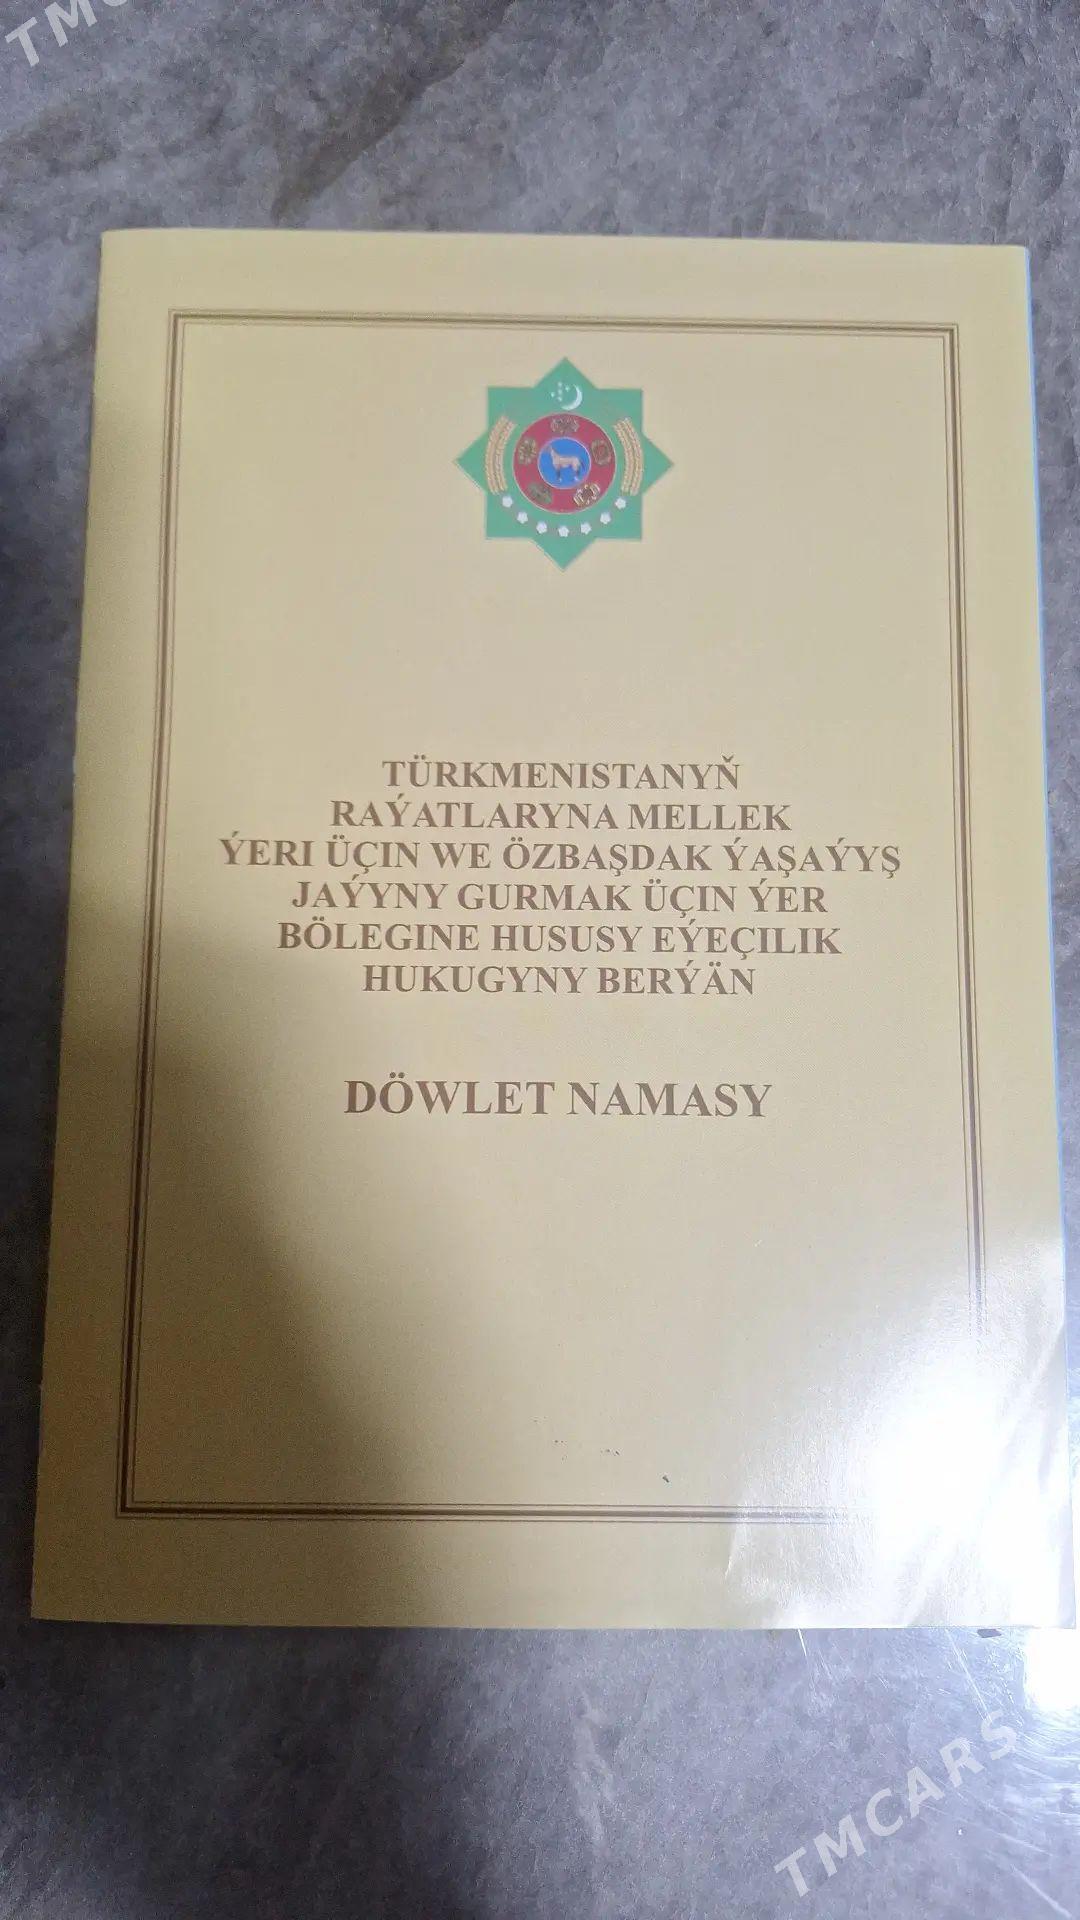 TÜRKMENISTANYŇ
RAÝATLARYNA MELLEK
ÝERI ÜÇIN WE ÖZBAŞDAK ÝAŞAÝYŞ
JAÝYNY GURMAK ÜÇIN ÝER
BÖLEGINE HUSUSY EÝEÇILIK
HUKUGYNY BERÝÄN
DÖWLET NAMASY
TMCARS